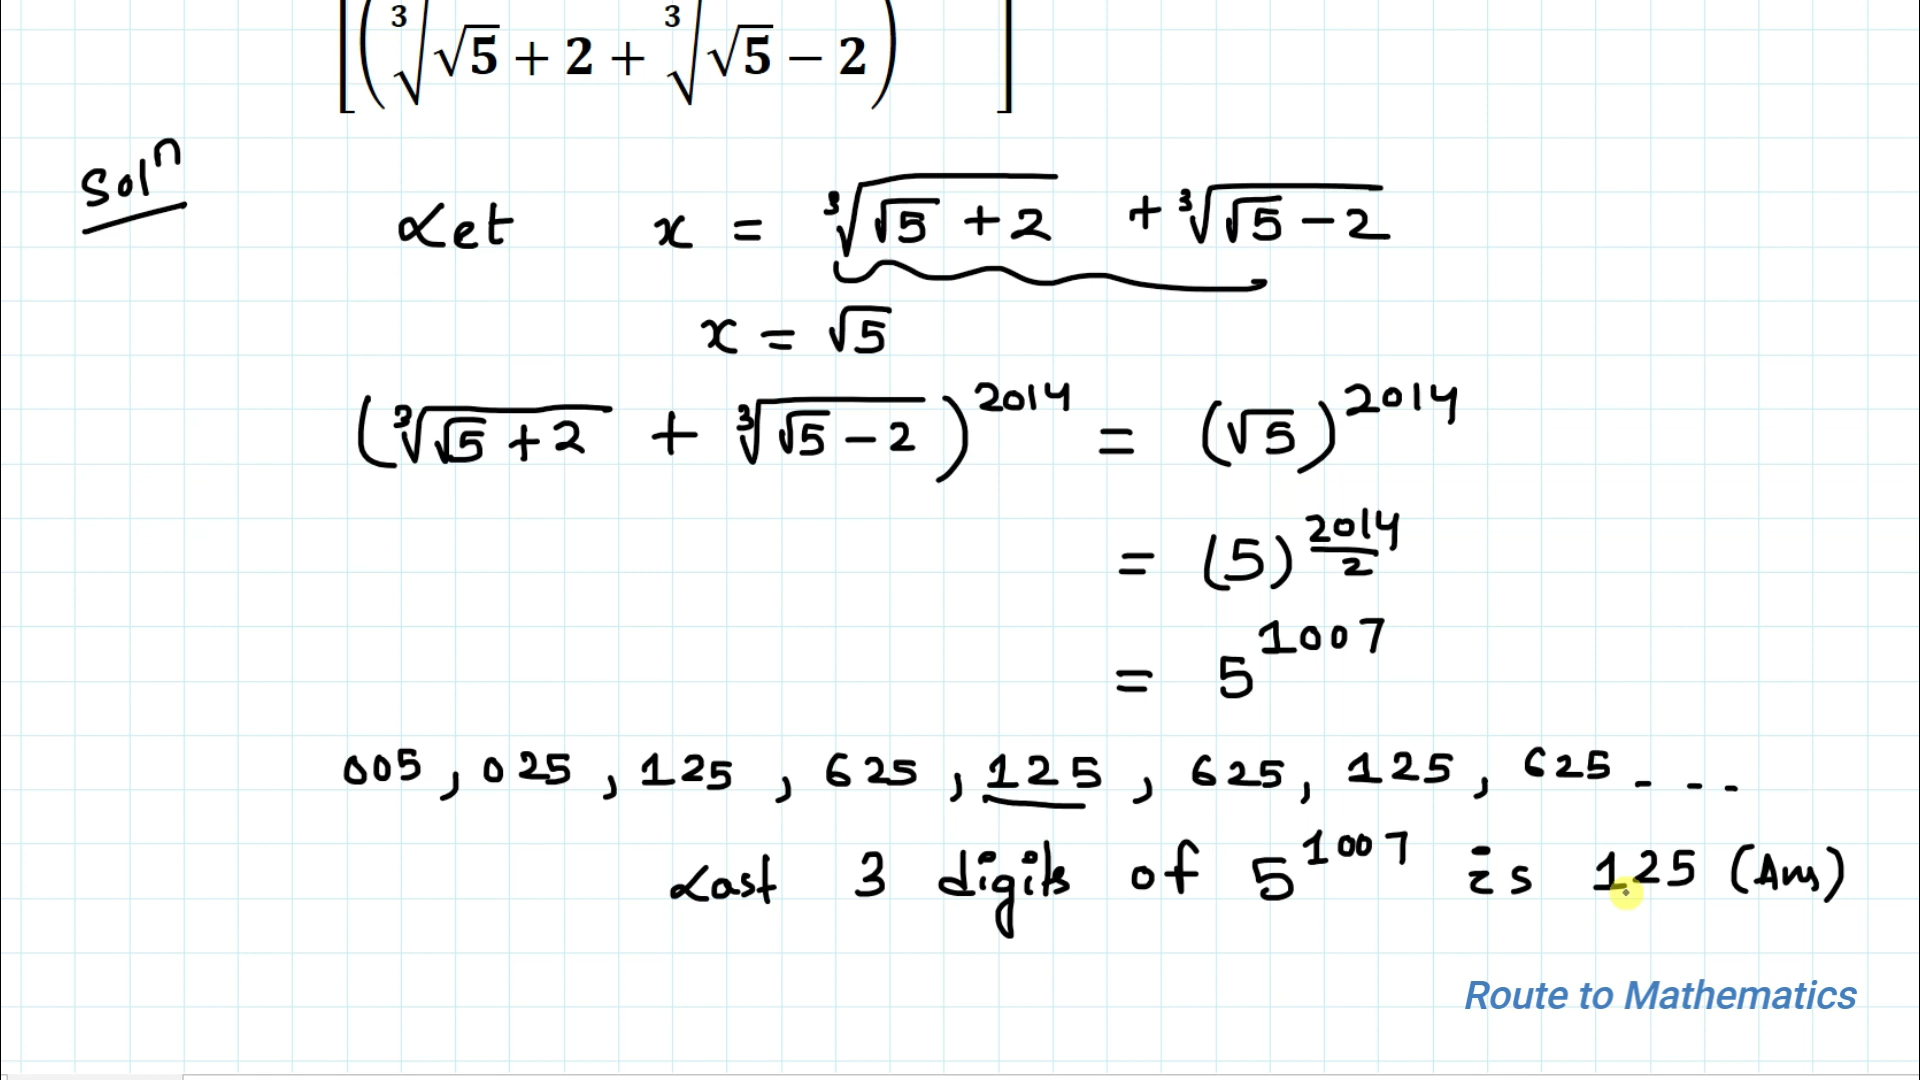 [(∛(√5 + 2) + ∛(√5 − 2))]
Solⁿ
Let x = ∛(√5 + 2) + ∛(√5 − 2)
x = √5
(∛(√5 + 2) + ∛(√5 − 2))^2014 = (√5)^2014
= (5)^(2014/2)
= 5^1007
005, 025, 125, 625, 125, 625, 125, 625 - - -
Last 3 digits of 5^1007 is 125 (Ans)
Route to Mathematics